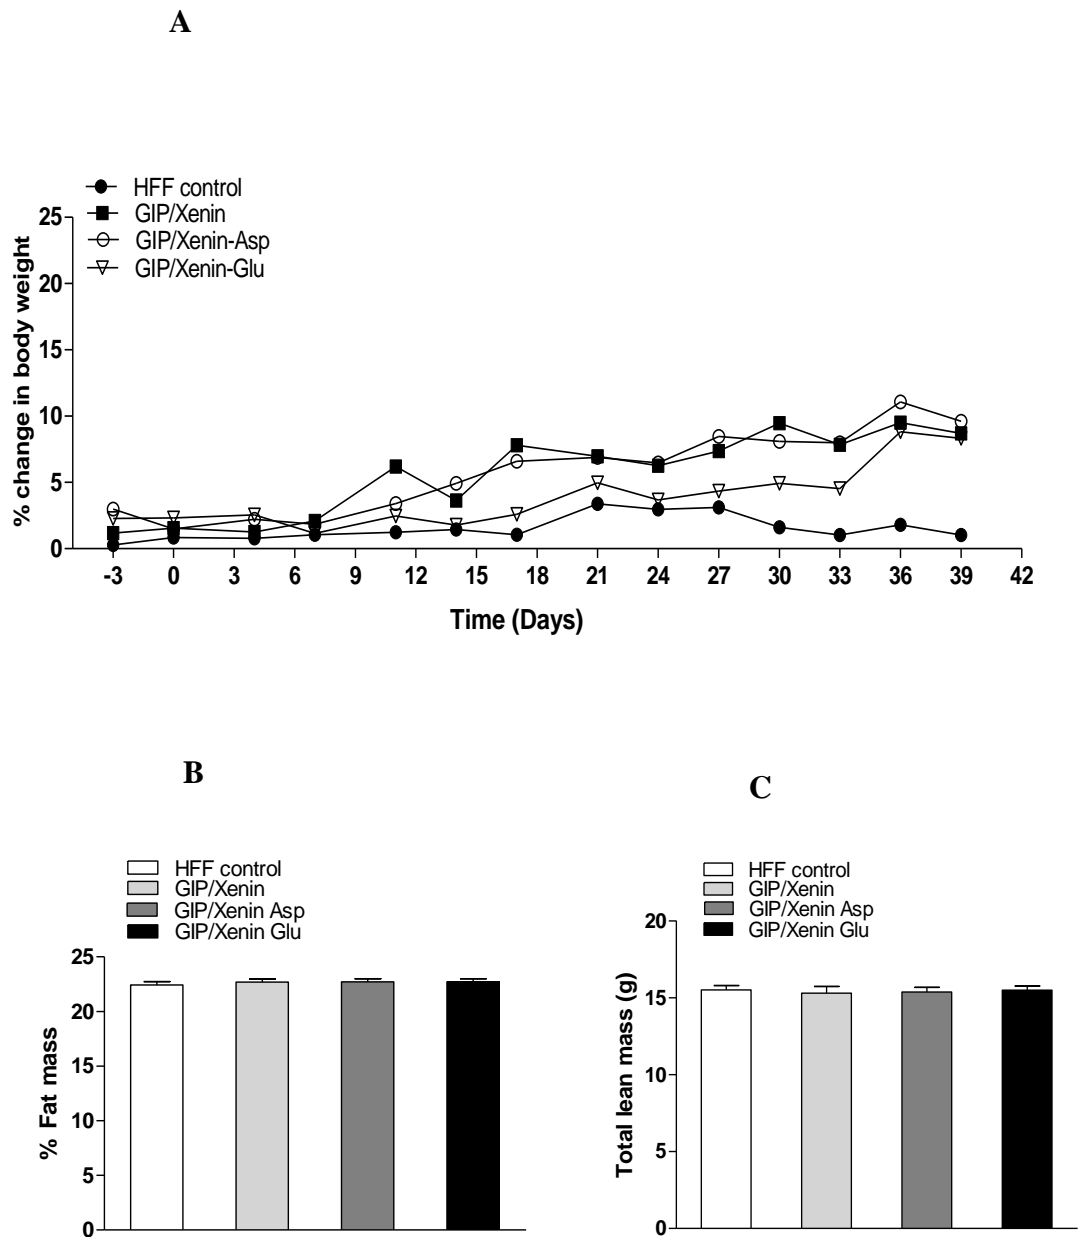 A
HFF control
GIP/Xenin
GIP/Xenin-Asp
GIP/Xenin-Glu
% change in body weight
25
20
15
10
5
0
-3 0 3 6 9 12 15 18 21 24 27 30 33 36 39 42
Time (Days)
B
HFF control
GIP/Xenin
GIP/Xenin Asp
GIP/Xenin Glu
% Fat mass
25
20
15
10
5
0
C
HFF control
GIP/Xenin
GIP/Xenin Asp
GIP/Xenin Glu
Total lean mass (g)
20
15
10
5
0